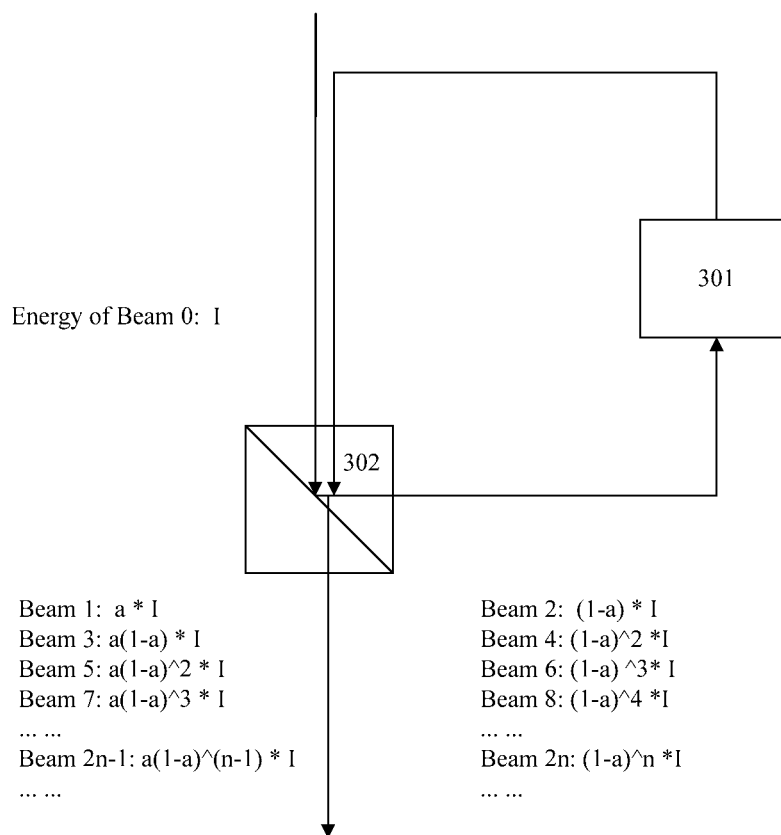 301
Energy of Beam 0: I
302
Beam 1: a * I
Beam 3: a(1-a) * I
Beam 5: a(1-a)^2 * I
Beam 7: a(1-a)^3 * I
... ...
Beam 2n-1: a(1-a)^(n-1) * I
... ...
Beam 2: (1-a) * I
Beam 4: (1-a)^2 *I
Beam 6: (1-a) ^3* I
Beam 8: (1-a)^4 *I
... ...
Beam 2n: (1-a)^n *I
... ...